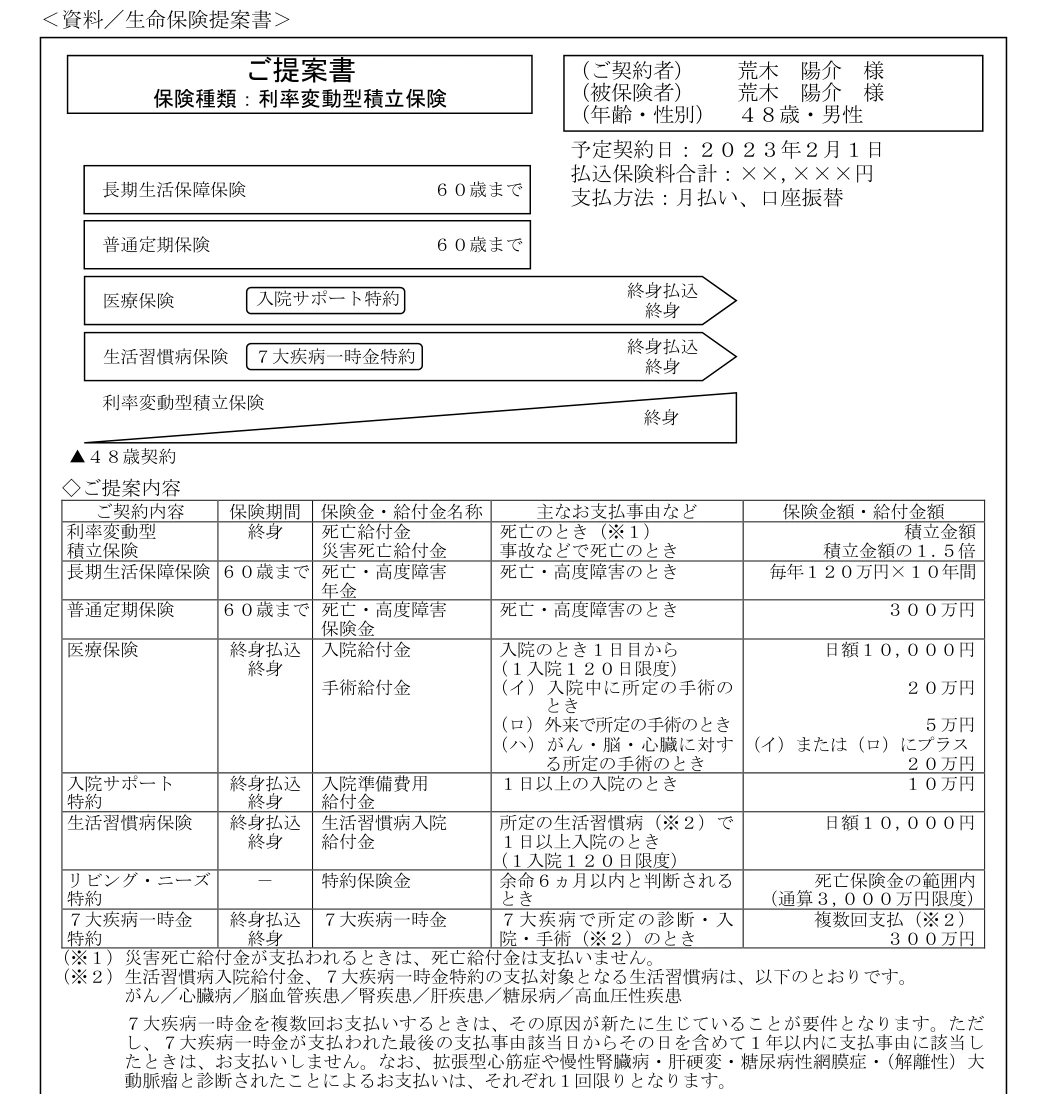 ＜資料／生命保険提案書＞
ご提案書
保険種類：利率変動型積立保険
（ご契約者） 荒木 陽介 様
（被保険者） 荒木 陽介 様
（年齢・性別） ４８歳・男性
予定契約日：２０２３年２月１日
払込保険料合計：××,×××円
支払方法：月払い、口座振替
長期生活保障保険 ６０歳まで
普通定期保険 ６０歳まで
医療保険 入院サポート特約 終身払込
終身
生活習慣病保険 ７大疾病一時金特約 終身払込
終身
利率変動型積立保険
終身
▲４８歳契約
◇ご提案内容
ご契約内容 保険期間 保険金・給付金名称 主なお支払事由など 保険金額・給付金額
利率変動型 終身 死亡給付金 死亡のとき（※１） 積立金額
積立保険 災害死亡給付金 事故などで死亡のとき 積立金額の１.５倍
長期生活保障保険 ６０歳まで 死亡・高度障害 死亡・高度障害のとき 毎年１２０万円×１０年間
年金
普通定期保険 ６０歳まで 死亡・高度障害 死亡・高度障害のとき ３００万円
保険金
医療保険 終身払込 入院給付金 入院のとき１日目から 日額１０,０００円
終身 （１入院１２０日限度）
手術給付金 （イ）入院中に所定の手術の ２０万円
とき
（ロ）外来で所定の手術のとき ５万円
（ハ）がん・脳・心臓に対す （イ）または（ロ）にプラス
る所定の手術のとき ２０万円
入院サポート 終身払込 入院準備費用 １日以上の入院のとき １０万円
特約 終身 給付金
生活習慣病保険 終身払込 生活習慣病入院 所定の生活習慣病（※２）で 日額１０,０００円
終身 給付金 １日以上入院のとき
（１入院１２０日限度）
リビング・ニーズ － 特約保険金 余命６ヵ月以内と判断される 死亡保険金の範囲内
特約 とき （通算３,０００万円限度）
７大疾病一時金 終身払込 ７大疾病一時金 ７大疾病で所定の診断・入 複数回支払（※２）
特約 終身 院・手術（※２）のとき ３００万円
（※１）災害死亡給付金が支払われるときは、死亡給付金は支払いません。
（※２）生活習慣病入院給付金、７大疾病一時金特約の支払対象となる生活習慣病は、以下のとおりです。
がん／心臓病／脳血管疾患／腎疾患／肝疾患／糖尿病／高血圧性疾患
７大疾病一時金を複数回お支払いするときは、その原因が新たに生じていることが要件となります。ただ
し、７大疾病一時金が支払われた最後の支払事由該当日からその日を含めて１年以内に支払事由に該当し
たときは、お支払いしません。なお、拡張型心筋症や慢性腎臓病・肝硬変・糖尿病性網膜症・（解離性）大
動脈瘤と診断されたことによるお支払いは、それぞれ１回限りとなります。